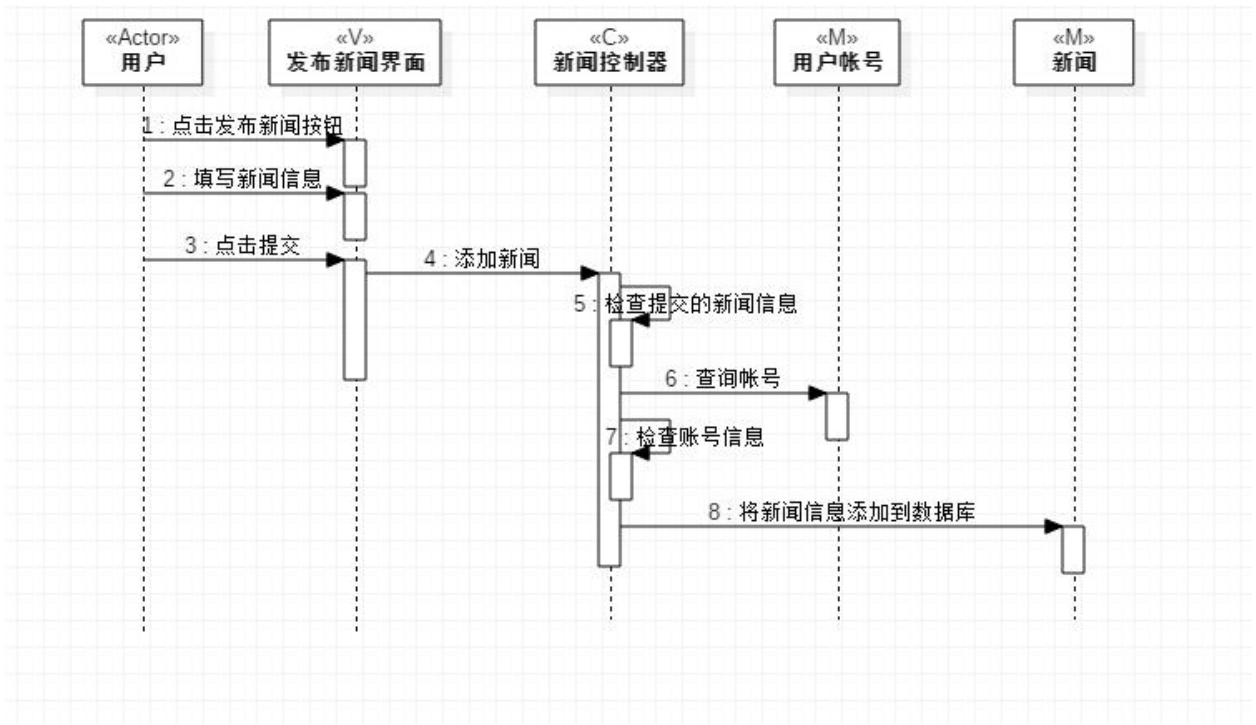 «Actor»
用户
«V»
发布新闻界面
«C»
新闻控制器
«M»
用户帐号
«M»
新闻
1 : 点击发布新闻按钮
2 : 填写新闻信息
3 : 点击提交
4 : 添加新闻
5 : 检查提交的新闻信息
6 : 查询帐号
7 : 检查账号信息
8 : 将新闻信息添加到数据库